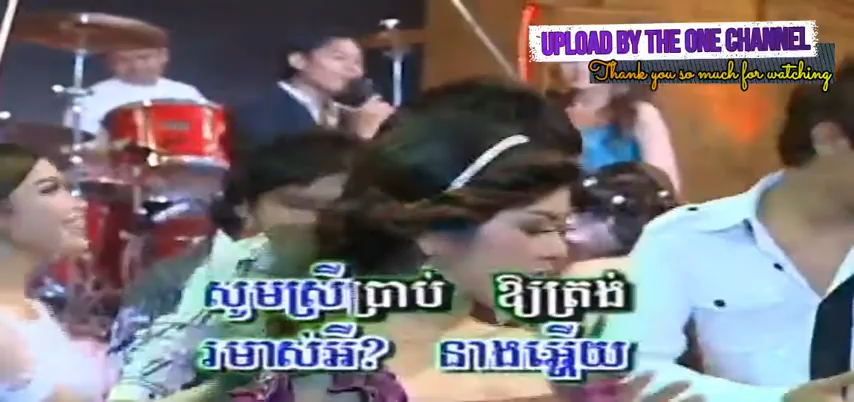 UPLOAD BY THE ONE CHANNEL
Thank you so much for watching
សូមស្រីប្រាប់ ឱ្យត្រង់
រមាស់អី? នាងអ្ហើយ